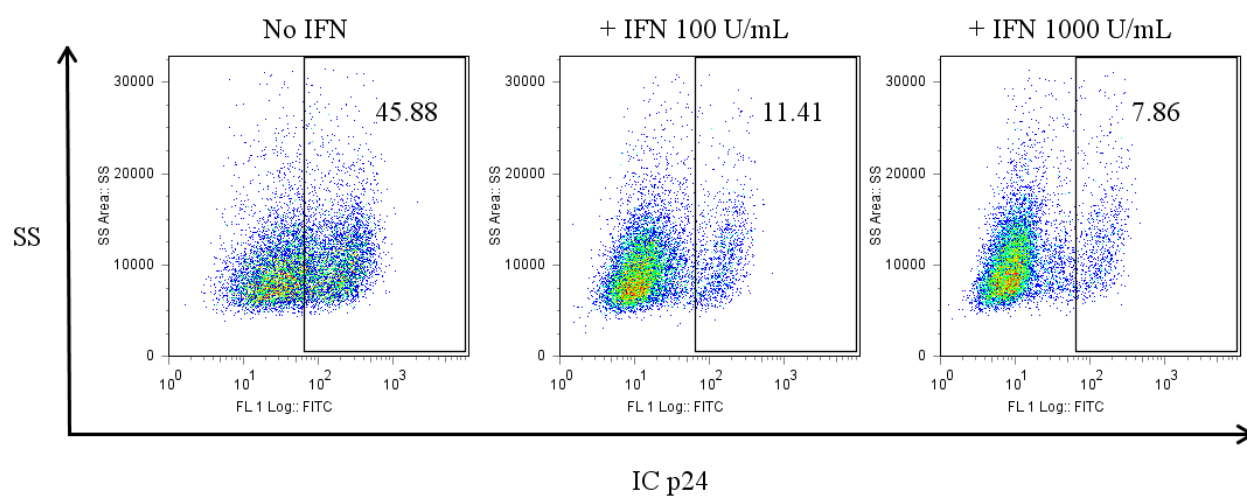 No IFN
+ IFN 100 U/mL
+ IFN 1000 U/mL
SS
30000
20000
10000
0
SS Area:: SS
45.88
10^0
10^1
10^2
10^3
FL 1 Log:: FITC
30000
20000
10000
0
SS Area:: SS
11.41
10^0
10^1
10^2
10^3
FL 1 Log:: FITC
30000
20000
10000
0
SS Area:: SS
7.86
10^0
10^1
10^2
10^3
FL 1 Log:: FITC
IC p24